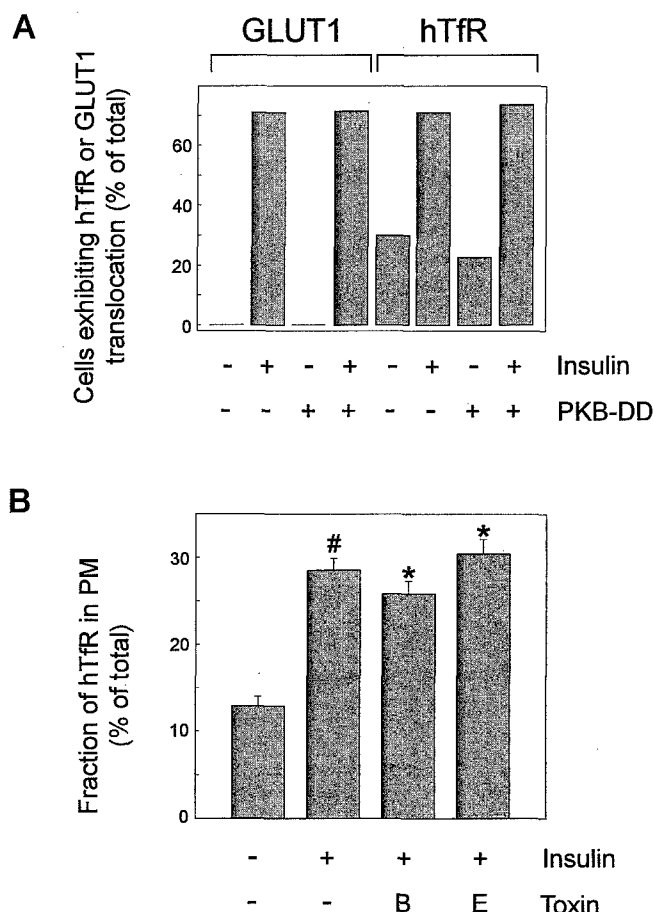 A
GLUT1 hTfR
Cells exhibiting hTfR or GLUT1
translocation (% of total)
60
40
20
0
- + - + - + - + Insulin
- - + + - - + + PKB-DD
B
Fraction of hTfR in PM
(% of total)
30
20
10
0
# * *
- + + + Insulin
- - B E Toxin